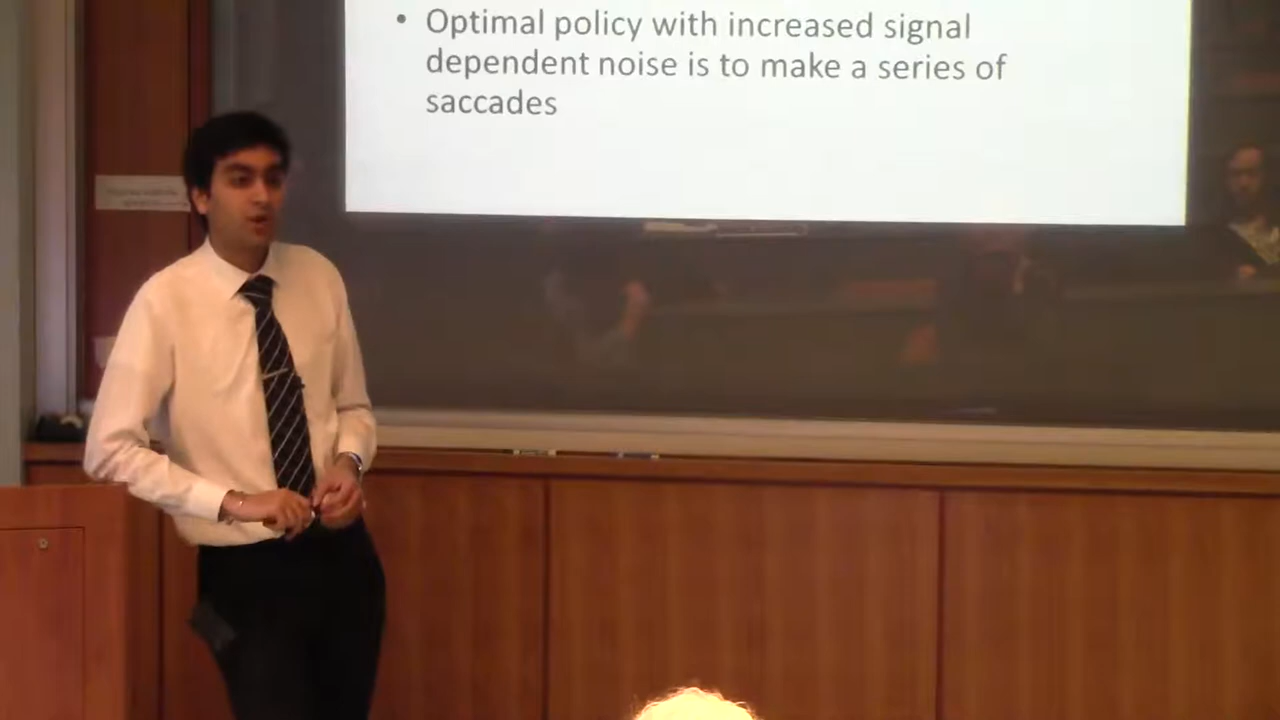 • Optimal policy with increased signal
dependent noise is to make a series of
saccades